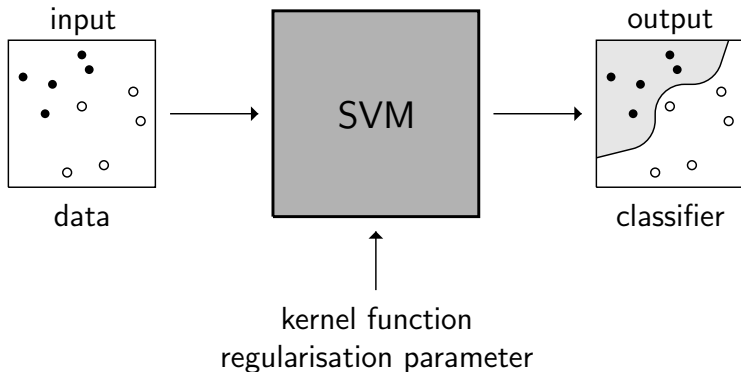 input
output
SVM
data
classifier
kernel function
regularisation parameter